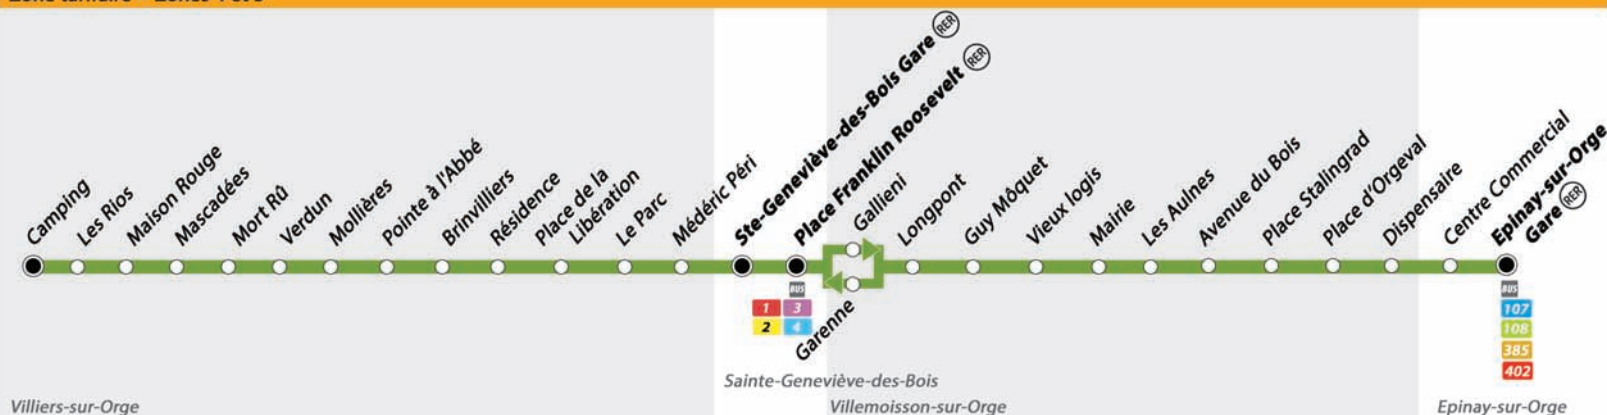 Camping
Les Rios
Maison Rouge
Mascadées
Mort Rû
Verdun
Mollières
Pointe à l'Abbé
Brinvilliers
Résidence
Place de la
Libération
Le Parc
Médéric Péri
Ste-Geneviève-des-Bois Gare RER
Place Franklin Roosevelt RER
Gallieni
Garenne
Longpont
Guy Môquet
Vieux logis
Mairie
Les Aulnes
Avenue du Bois
Place Stalingrad
Place d'Orgeval
Dispensaire
Centre Commercial
Epinay-sur-Orge
Gare RER
BUS
1 3
2 4
BUS
107
108
385
402
Sainte-Geneviève-des-Bois
Villiers-sur-Orge
Villemoisson-sur-Orge
Epinay-sur-Orge